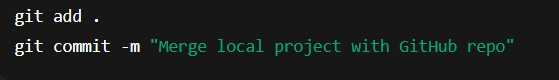 git add .
git commit -m "Merge local project with GitHub repo"